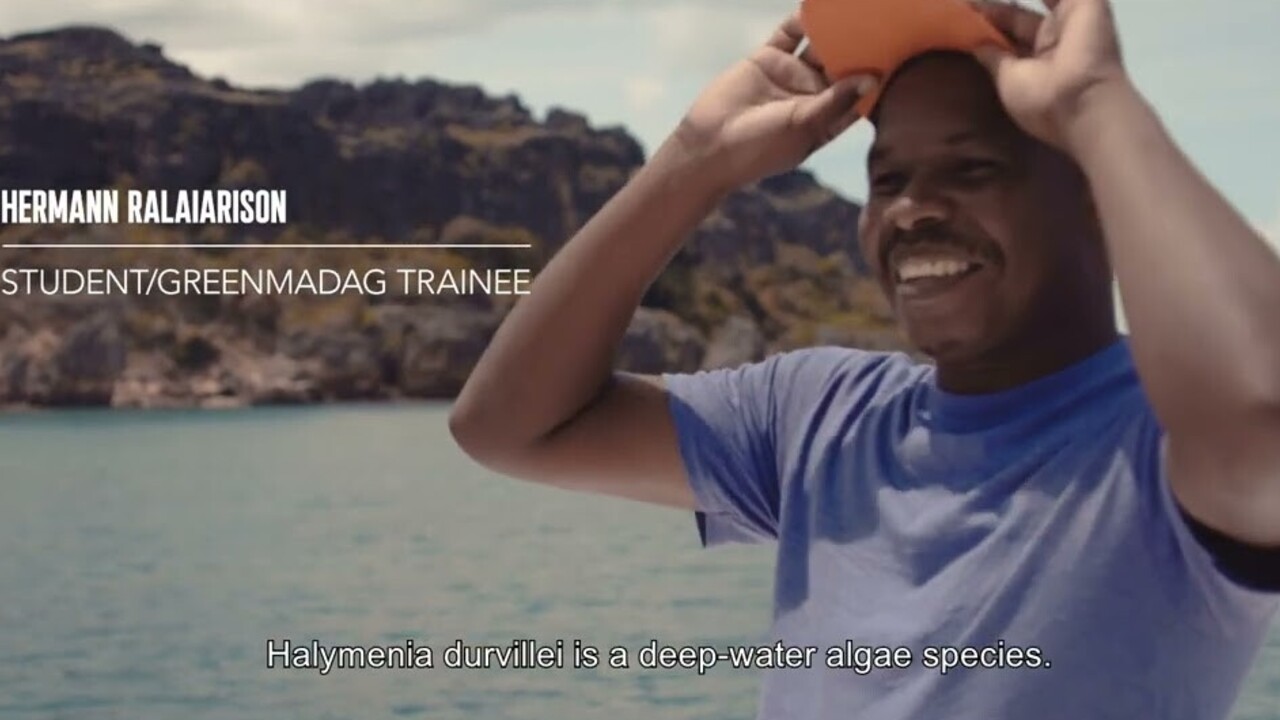 HERMANN RALAIARISON
STUDENT/GREENMADAG TRAINEE
Halymenia durvillei is a deep-water algae species.